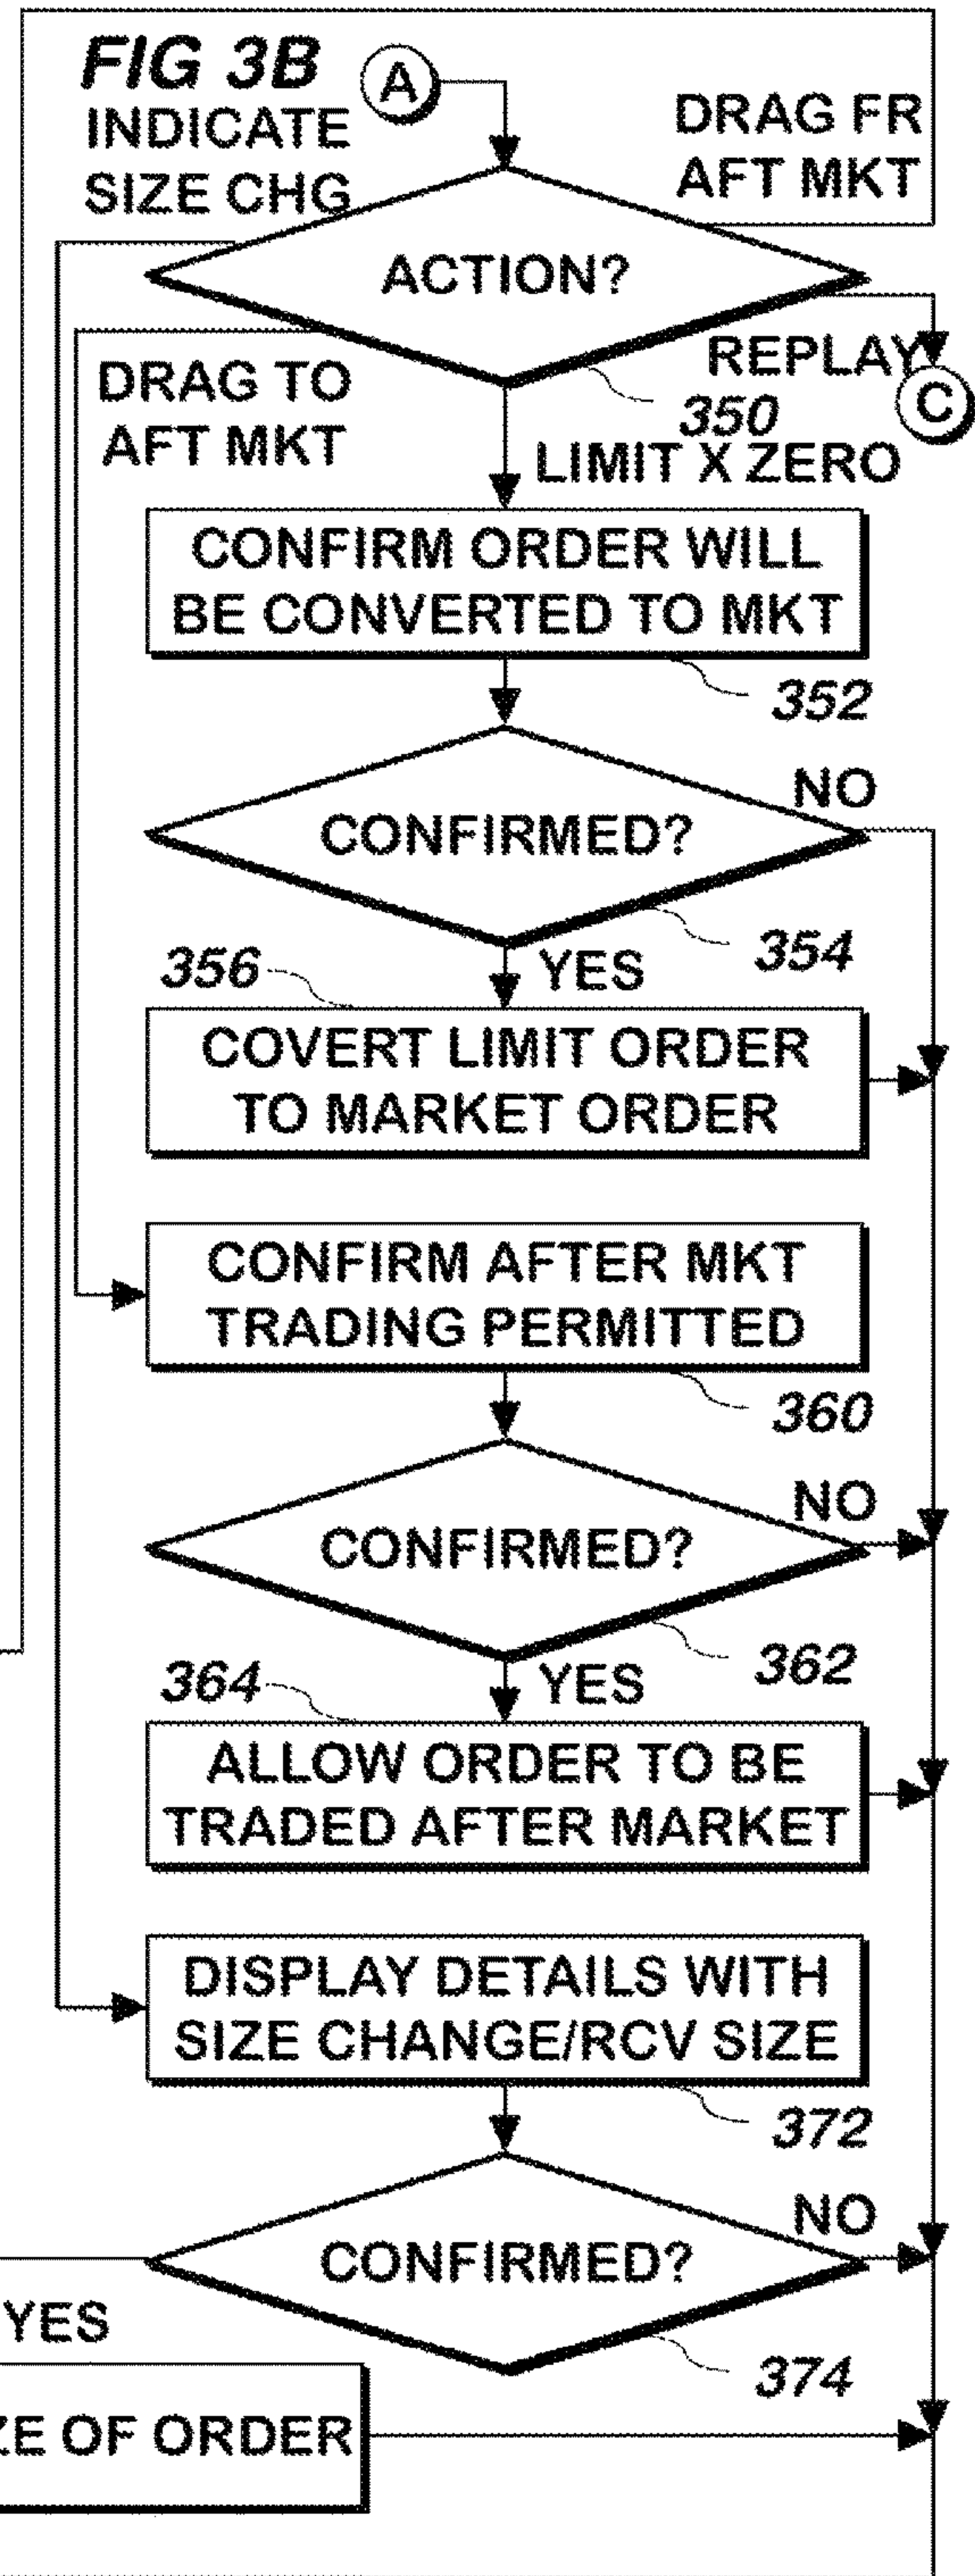 FIG 3B
A
INDICATE
SIZE CHG
DRAG FR
AFT MKT
ACTION?
DRAG TO
AFT MKT
REPLAY
C
350
LIMIT X ZERO
CONFIRM ORDER WILL
BE CONVERTED TO MKT
352
NO
CONFIRMED?
354
356
YES
COVERT LIMIT ORDER
TO MARKET ORDER
CONFIRM AFTER MKT
TRADING PERMITTED
360
NO
CONFIRMED?
362
364
YES
ALLOW ORDER TO BE
TRADED AFTER MARKET
DISPLAY DETAILS WITH
SIZE CHANGE/RCV SIZE
372
NO
CONFIRMED?
YES
374
ZE OF ORDER